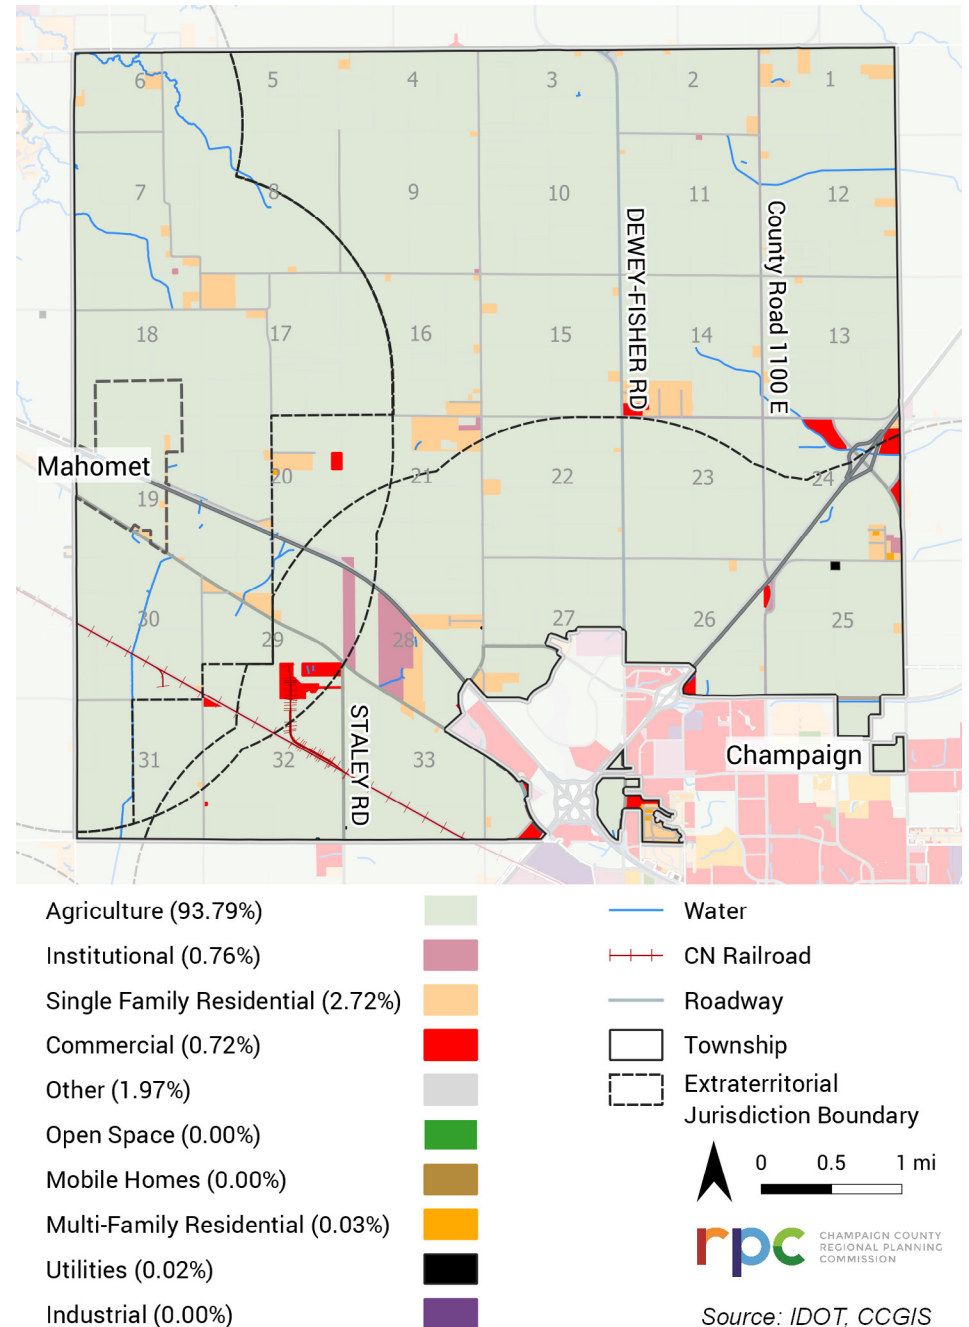 6
5
4
3
2
1
7
8
9
10
11
12
DEWEY-FISHER RD
County Road 1100 E
18
17
16
15
14
13
Mahomet
19
20
21
22
23
24
30
29
28
27
26
25
STALEY RD
31
32
33
Champaign
Agriculture (93.79%)
Institutional (0.76%)
Single Family Residential (2.72%)
Commercial (0.72%)
Other (1.97%)
Open Space (0.00%)
Mobile Homes (0.00%)
Multi-Family Residential (0.03%)
Utilities (0.02%)
Industrial (0.00%)
Water
CN Railroad
Roadway
Township
Extraterritorial
Jurisdiction Boundary
0 0.5 1 mi
rpc
CHAMPAIGN COUNTY
REGIONAL PLANNING
COMMISSION
Source: IDOT, CCGIS